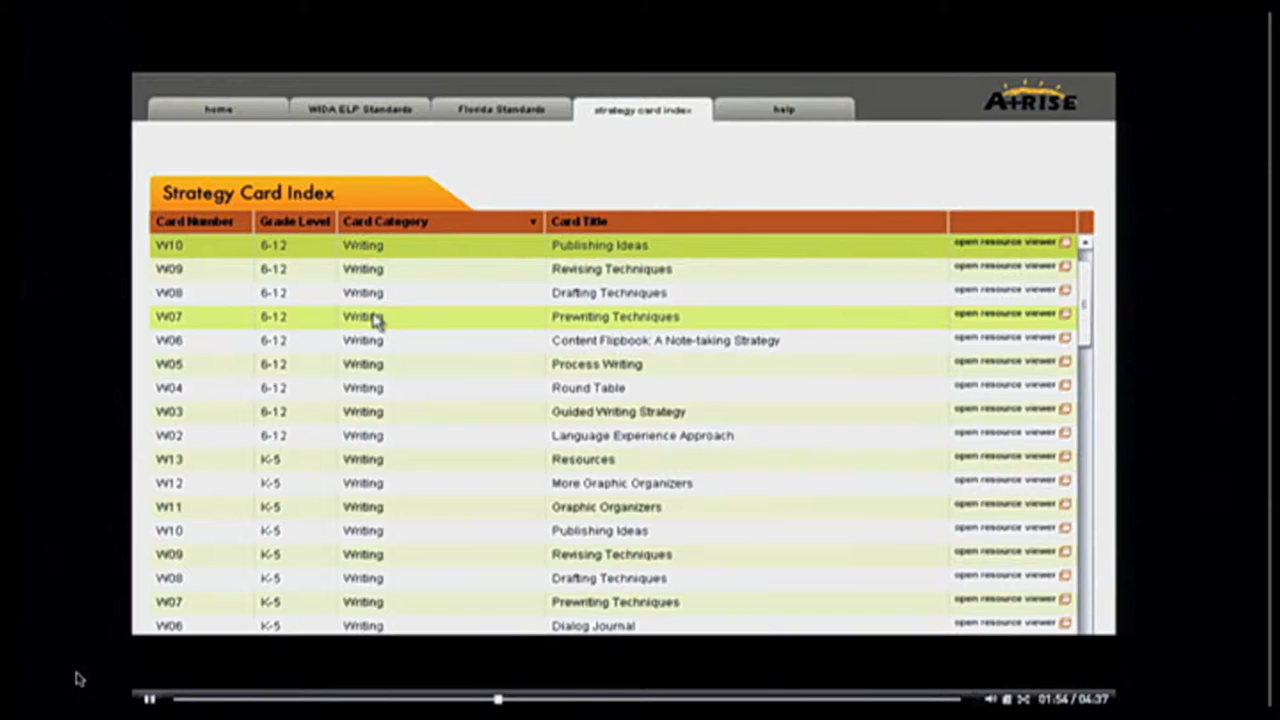 A+RISE
home WIDA ELP Standards Florida Standards strategy card index help
Strategy Card Index
Card Number Grade Level Card Category Card Title
W10 6-12 Writing Publishing Ideas open resource viewer
W09 6-12 Writing Revising Techniques open resource viewer
W08 6-12 Writing Drafting Techniques open resource viewer
W07 6-12 Writing Prewriting Techniques open resource viewer
W06 6-12 Writing Content Flipbook: A Note-taking Strategy open resource viewer
W05 6-12 Writing Process Writing open resource viewer
W04 6-12 Writing Round Table open resource viewer
W03 6-12 Writing Guided Writing Strategy open resource viewer
W02 6-12 Writing Language Experience Approach open resource viewer
W13 K-5 Writing Resources open resource viewer
W12 K-5 Writing More Graphic Organizers open resource viewer
W11 K-5 Writing Graphic Organizers open resource viewer
W10 K-5 Writing Publishing Ideas open resource viewer
W09 K-5 Writing Revising Techniques open resource viewer
W08 K-5 Writing Drafting Techniques open resource viewer
W07 K-5 Writing Prewriting Techniques open resource viewer
W06 K-5 Writing Dialog Journal open resource viewer
01:54 / 04:37